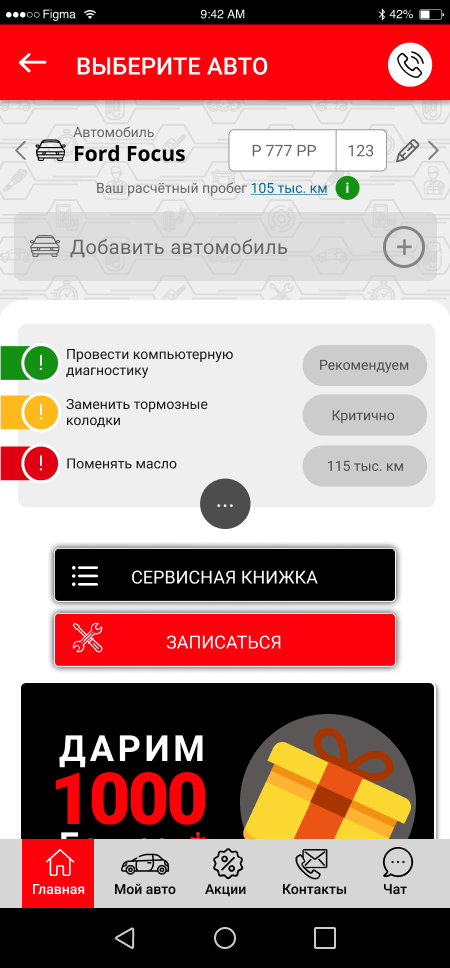 Figma
9:42 AM
42%
ВЫБЕРИТЕ АВТО
Автомобиль
Ford Focus
Р 777 РР
123
Ваш расчётный пробег 105 тыс. км
i
Добавить автомобиль
+
!
Провести компьютерную
диагностику
Рекомендуем
!
Заменить тормозные
колодки
Критично
!
Поменять масло
115 тыс. км
...
СЕРВИСНАЯ КНИЖКА
ЗАПИСАТЬСЯ
ДАРИМ
1000
Главная
Мой авто
%
Акции
Контакты
Чат